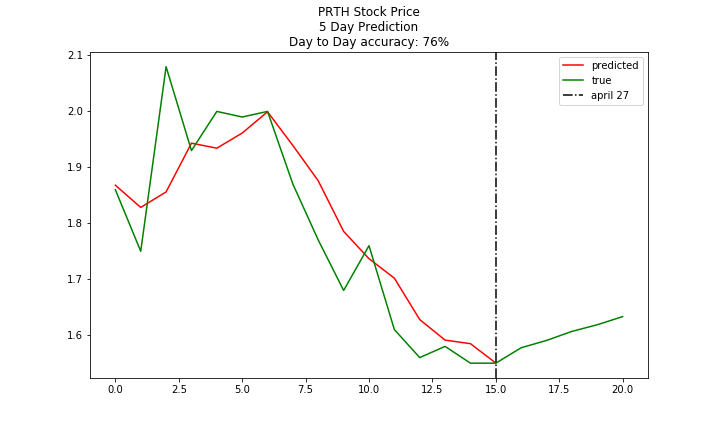 PRTH Stock Price
5 Day Prediction
Day to Day accuracy: 76%
predicted
true
april 27
2.1
2.0
1.9
1.8
1.7
1.6
0.0 2.5 5.0 7.5 10.0 12.5 15.0 17.5 20.0